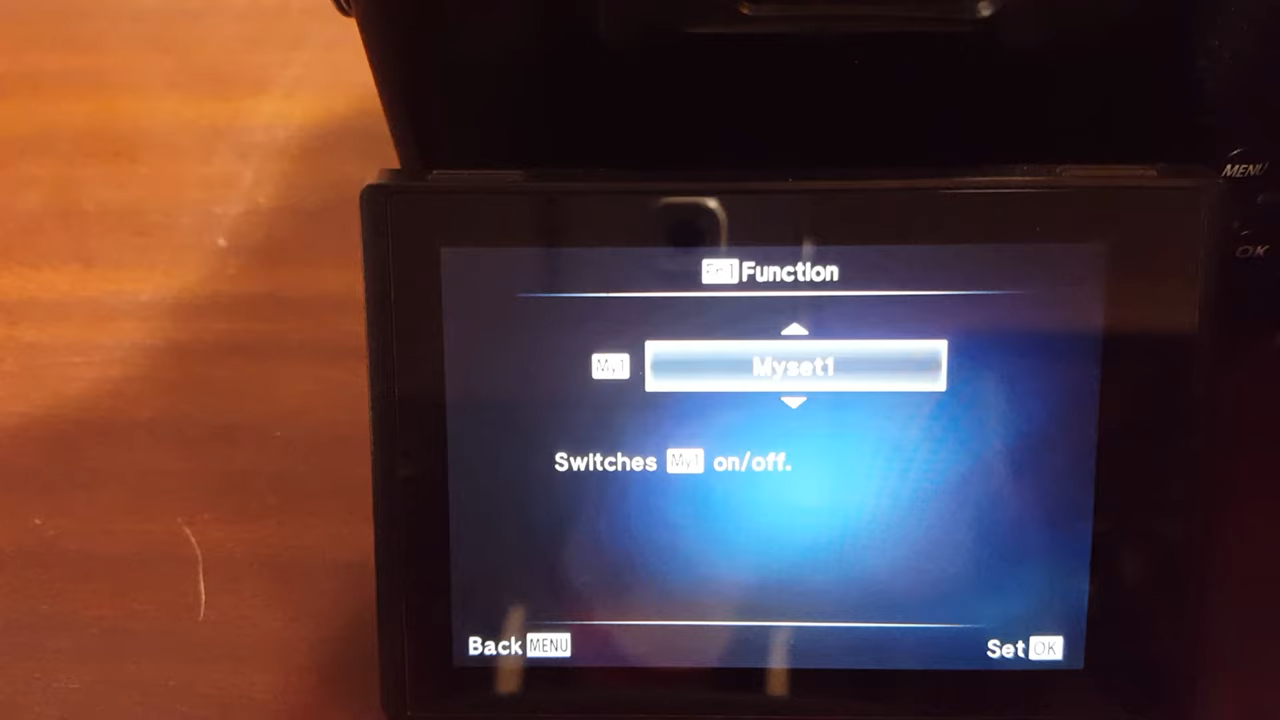 MENU
OK
Fn1 Function
My1 Myset1
Switches My1 on/off.
Back MENU
Set OK